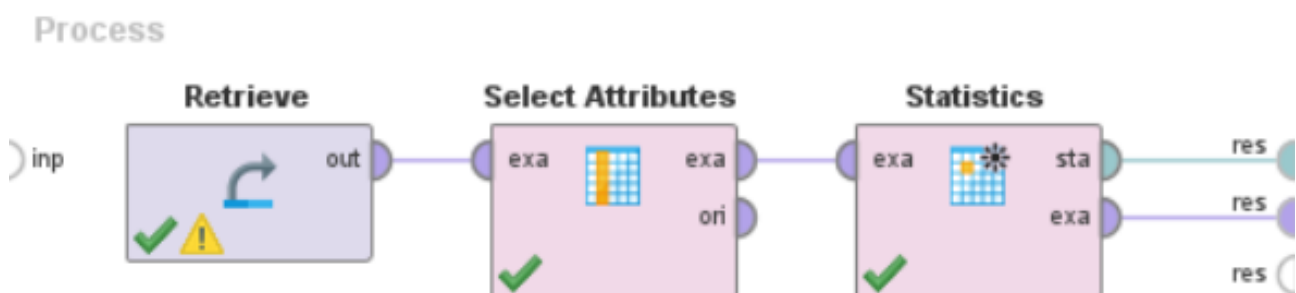 Process
Retrieve
Select Attributes
Statistics
inp
out
exa
exa
exa
sta
res
ori
exa
res
res